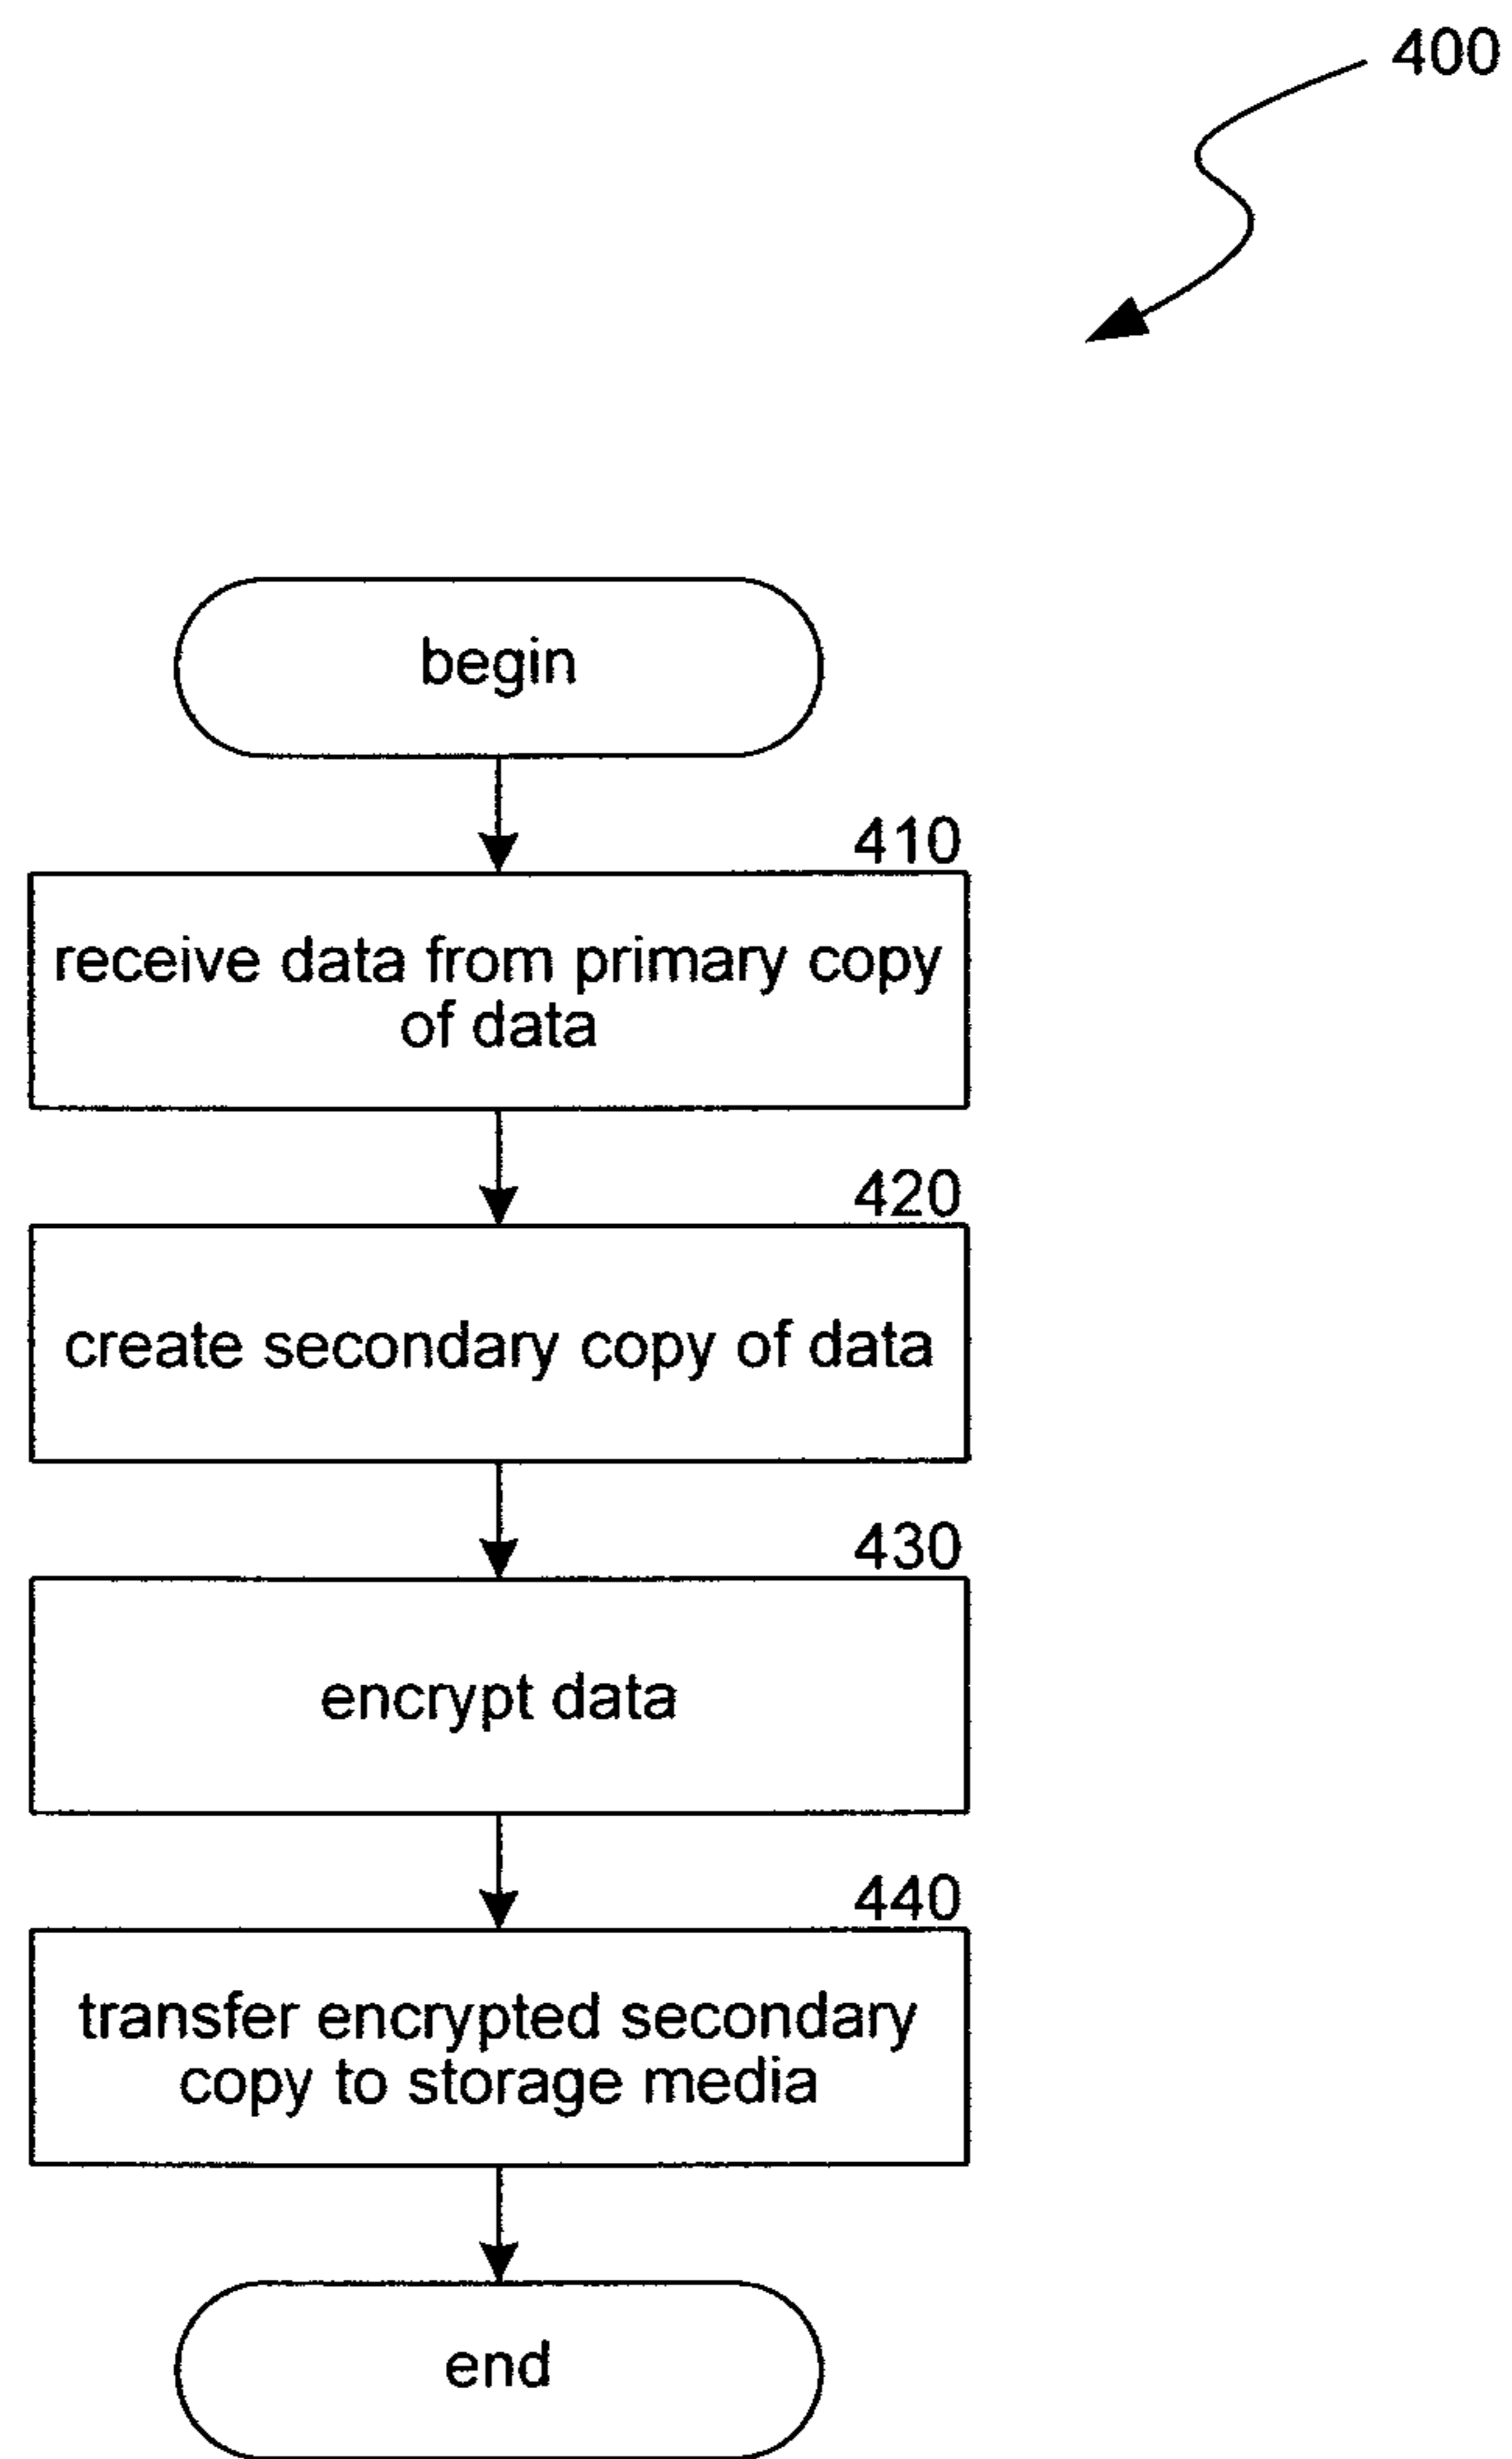 400
begin
410
receive data from primary copy
of data
420
create secondary copy of data
430
encrypt data
440
transfer encrypted secondary
copy to storage media
end